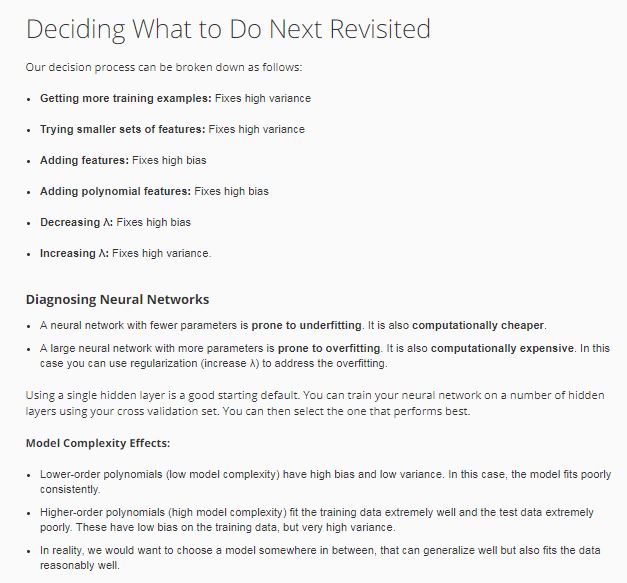 Deciding What to Do Next Revisited
Our decision process can be broken down as follows:
• Getting more training examples: Fixes high variance
• Trying smaller sets of features: Fixes high variance
• Adding features: Fixes high bias
• Adding polynomial features: Fixes high bias
• Decreasing λ: Fixes high bias
• Increasing λ: Fixes high variance.
Diagnosing Neural Networks
• A neural network with fewer parameters is prone to underfitting. It is also computationally cheaper.
• A large neural network with more parameters is prone to overfitting. It is also computationally expensive. In this
case you can use regularization (increase λ) to address the overfitting.
Using a single hidden layer is a good starting default. You can train your neural network on a number of hidden
layers using your cross validation set. You can then select the one that performs best.
Model Complexity Effects:
• Lower-order polynomials (low model complexity) have high bias and low variance. In this case, the model fits poorly
consistently.
• Higher-order polynomials (high model complexity) fit the training data extremely well and the test data extremely
poorly. These have low bias on the training data, but very high variance.
• In reality, we would want to choose a model somewhere in between, that can generalize well but also fits the data
reasonably well.